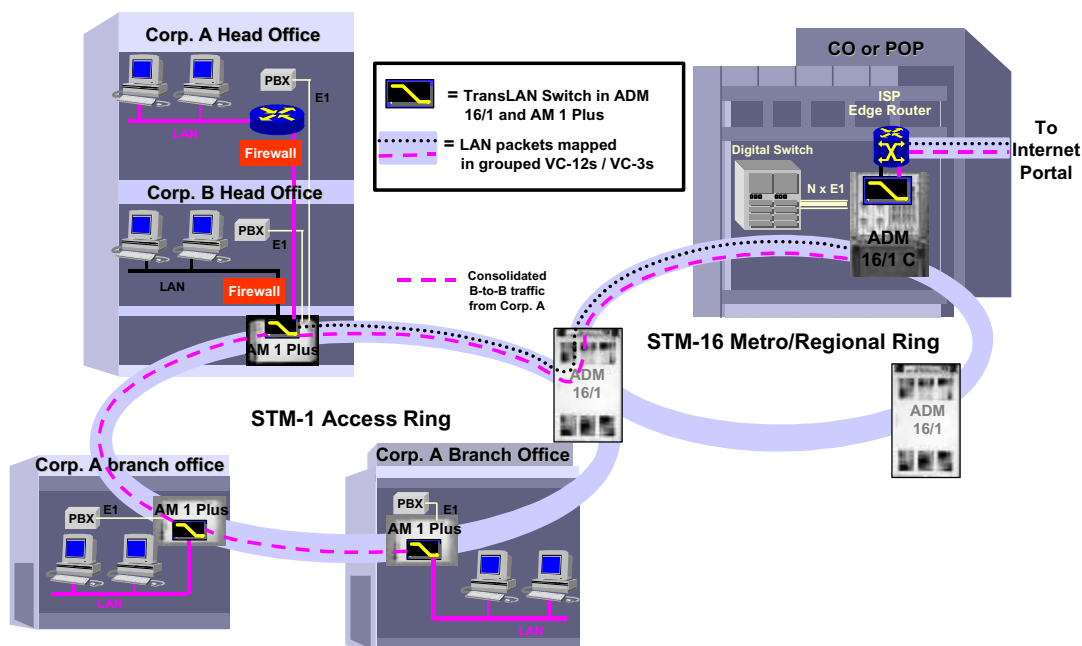 Corp. A Head Office
PBX
E1
LAN
Firewall
Corp. B Head Office
PBX
E1
LAN
Firewall
AM 1 Plus
= TransLAN Switch in ADM
16/1 and AM 1 Plus
= LAN packets mapped
in grouped VC-12s / VC-3s
Consolidated
B-to-B traffic
from Corp. A
CO or POP
ISP
Edge Router
Digital Switch
N x E1
ADM
16/1 C
To
Internet
Portal
STM-16 Metro/Regional Ring
ADM
16/1
ADM
16/1
STM-1 Access Ring
Corp. A branch office
AM 1 Plus
E1
PBX
LAN
Corp. A Branch Office
PBX
E1
AM 1 Plus
LAN